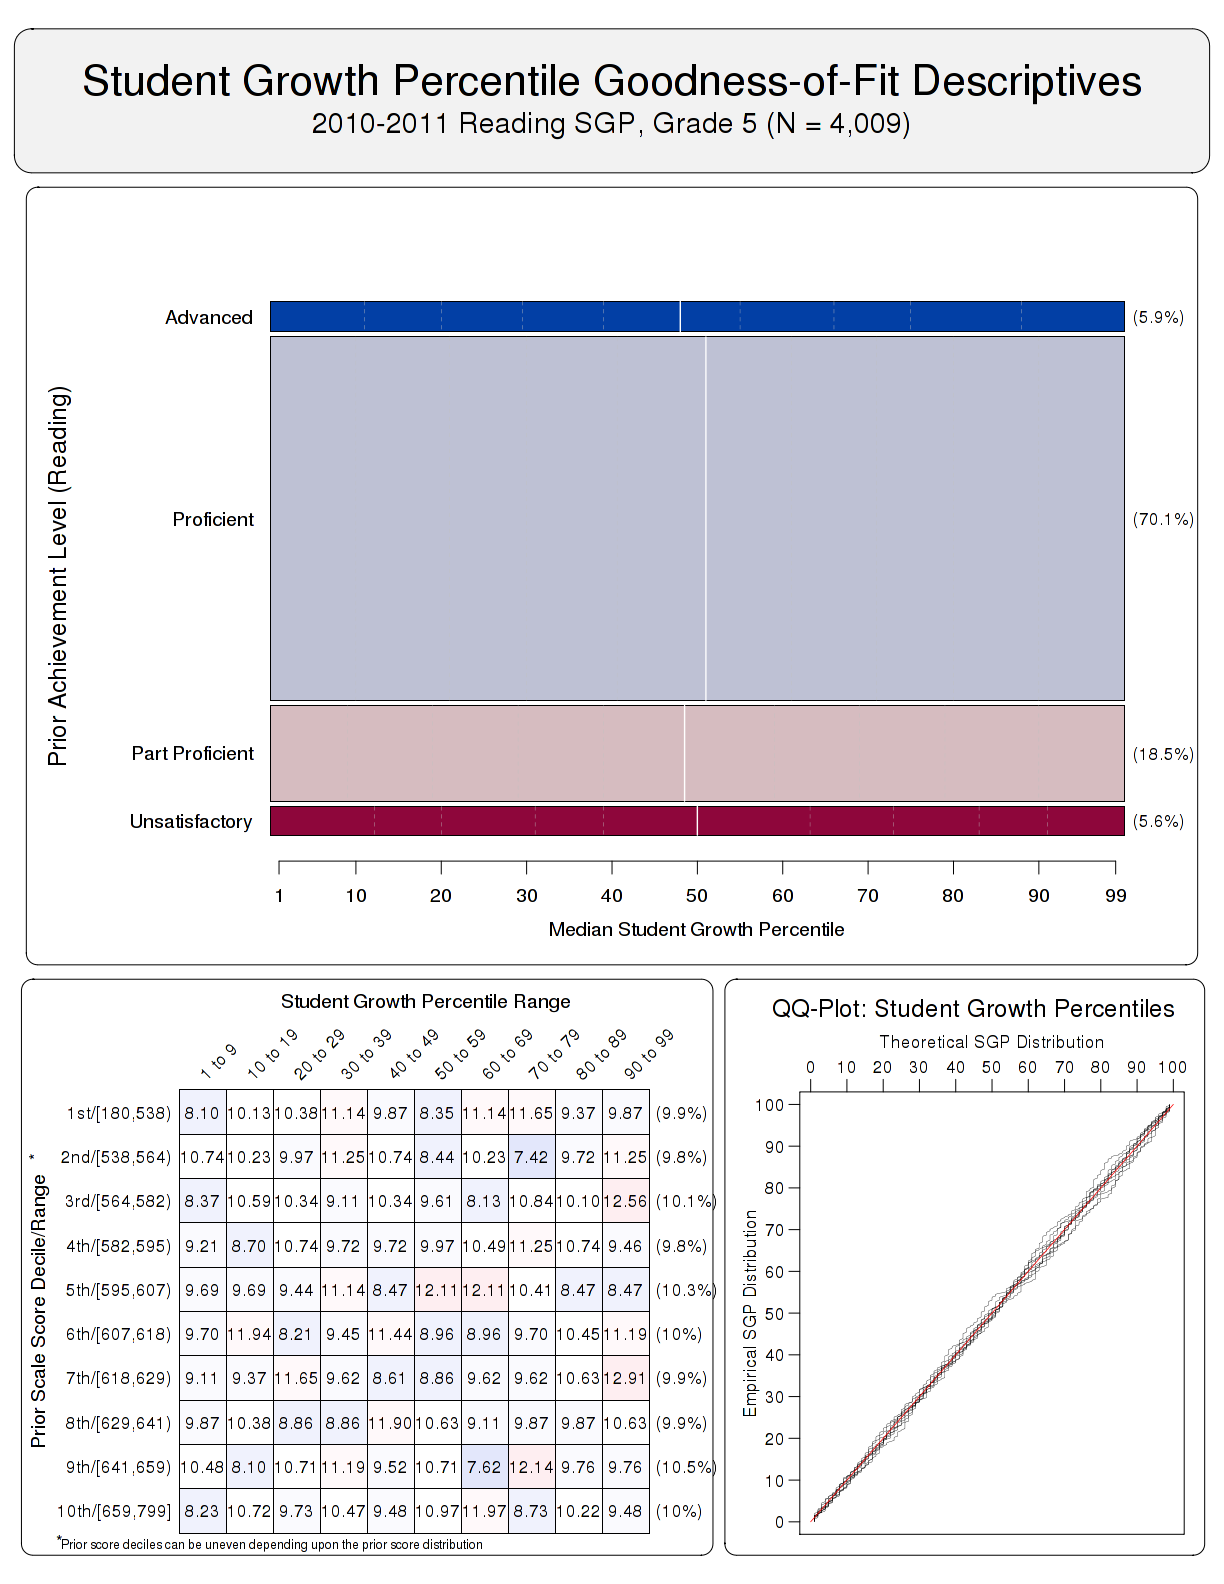 Student Growth Percentile Goodness-of-Fit Descriptives
2010-2011 Reading SGP, Grade 5 (N = 4,009)
Prior Achievement Level (Reading)
Advanced (5.9%)
Proficient (70.1%)
Part Proficient (18.5%)
Unsatisfactory (5.6%)
1 10 20 30 40 50 60 70 80 90 99
Median Student Growth Percentile
Student Growth Percentile Range
1 to 9 10 to 19 20 to 29 30 to 39 40 to 49 50 to 59 60 to 69 70 to 79 80 to 89 90 to 99
Prior Scale Score Decile/Range *
1st/[180,538) 8.10 10.13 10.38 11.14 9.87 8.35 11.14 11.65 9.37 9.87 (9.9%)
2nd/[538,564) 10.74 10.23 9.97 11.25 10.74 8.44 10.23 7.42 9.72 11.25 (9.8%)
3rd/[564,582) 8.37 10.59 10.34 9.11 10.34 9.61 8.13 10.84 10.10 12.56 (10.1%)
4th/[582,595) 9.21 8.70 10.74 9.72 9.72 9.97 10.49 11.25 10.74 9.46 (9.8%)
5th/[595,607) 9.69 9.69 9.44 11.14 8.47 12.11 12.11 10.41 8.47 8.47 (10.3%)
6th/[607,618) 9.70 11.94 8.21 9.45 11.44 8.96 8.96 9.70 10.45 11.19 (10%)
7th/[618,629) 9.11 9.37 11.65 9.62 8.61 8.86 9.62 9.62 10.63 12.91 (9.9%)
8th/[629,641) 9.87 10.38 8.86 8.86 11.90 10.63 9.11 9.87 9.87 10.63 (9.9%)
9th/[641,659) 10.48 8.10 10.71 11.19 9.52 10.71 7.62 12.14 9.76 9.76 (10.5%)
10th/[659,799] 8.23 10.72 9.73 10.47 9.48 10.97 11.97 8.73 10.22 9.48 (10%)
*Prior score deciles can be uneven depending upon the prior score distribution
QQ-Plot: Student Growth Percentiles
Theoretical SGP Distribution
0 10 20 30 40 50 60 70 80 90 100
Empirical SGP Distribution
100
90
80
70
60
50
40
30
20
10
0